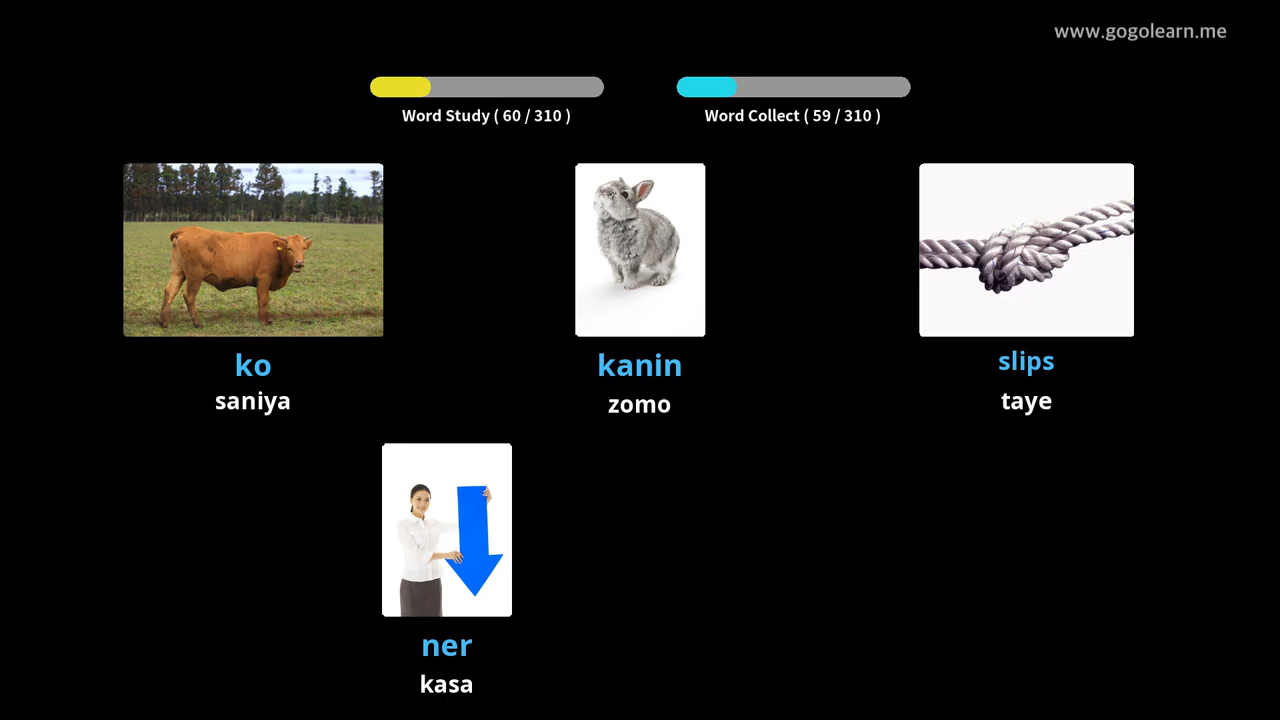 www.gogolearn.me
Word Study ( 60 / 310 )
Word Collect ( 59 / 310 )
ko
saniya
kanin
zomo
slips
taye
ner
kasa